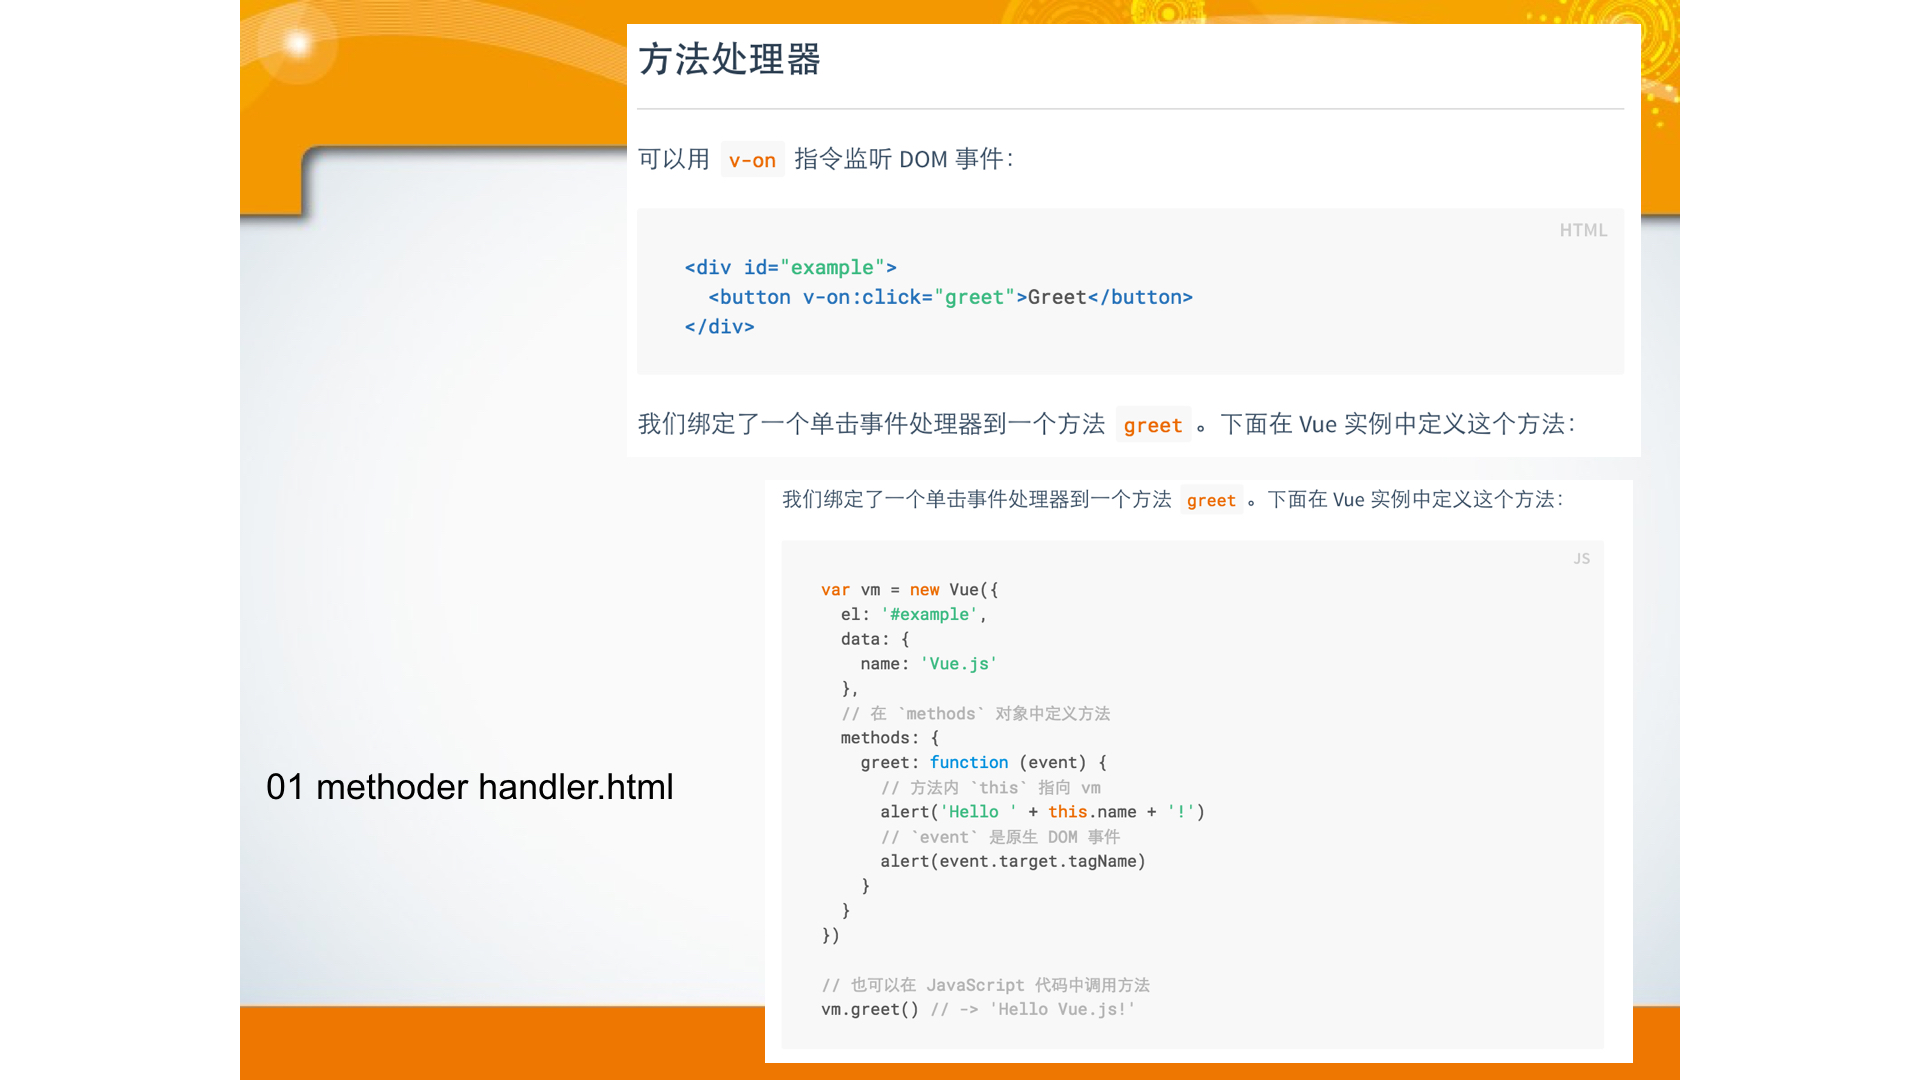 方法处理器
可以用 v-on 指令监听 DOM 事件：
HTML
<div id="example">
  <button v-on:click="greet">Greet</button>
</div>
我们绑定了一个单击事件处理器到一个方法 greet 。下面在 Vue 实例中定义这个方法：
我们绑定了一个单击事件处理器到一个方法 greet 。下面在 Vue 实例中定义这个方法：
JS
var vm = new Vue({
  el: '#example',
  data: {
    name: 'Vue.js'
  },
  // 在 `methods` 对象中定义方法
  methods: {
    greet: function (event) {
      // 方法内 `this` 指向 vm
      alert('Hello ' + this.name + '!')
      // `event` 是原生 DOM 事件
      alert(event.target.tagName)
    }
  }
})
// 也可以在 JavaScript 代码中调用方法
vm.greet() // -> 'Hello Vue.js!'
01 methoder handler.html